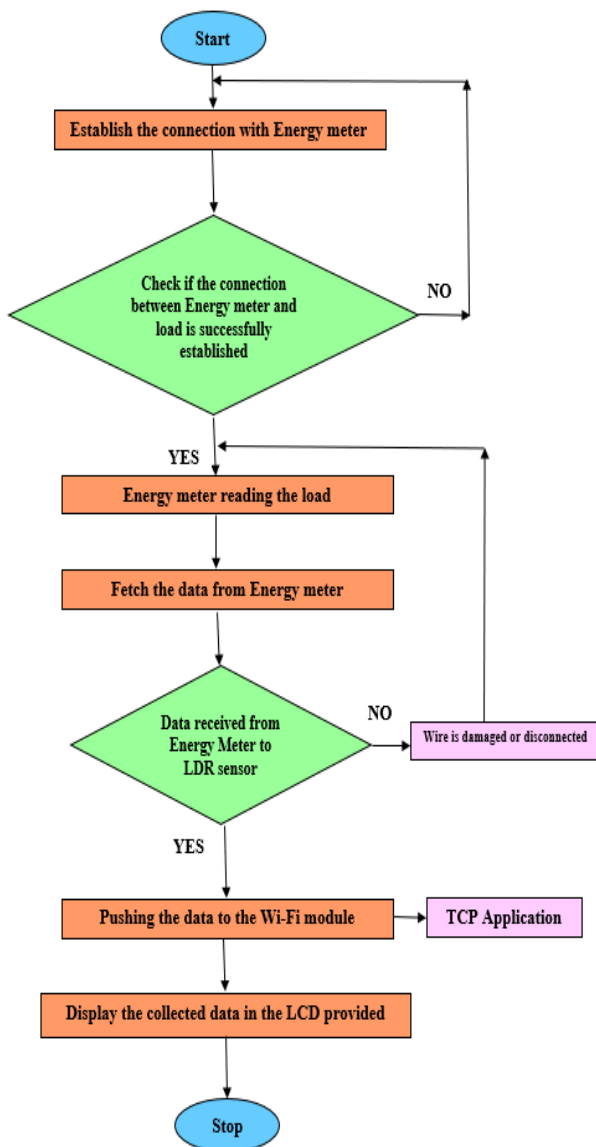 Start
Establish the connection with Energy meter
Check if the connection
between Energy meter and
load is successfully
established
NO
YES
Energy meter reading the load
Fetch the data from Energy meter
Data received from
Energy Meter to
LDR sensor
NO
Wire is damaged or disconnected
YES
Pushing the data to the Wi-Fi module
TCP Application
Display the collected data in the LCD provided
Stop